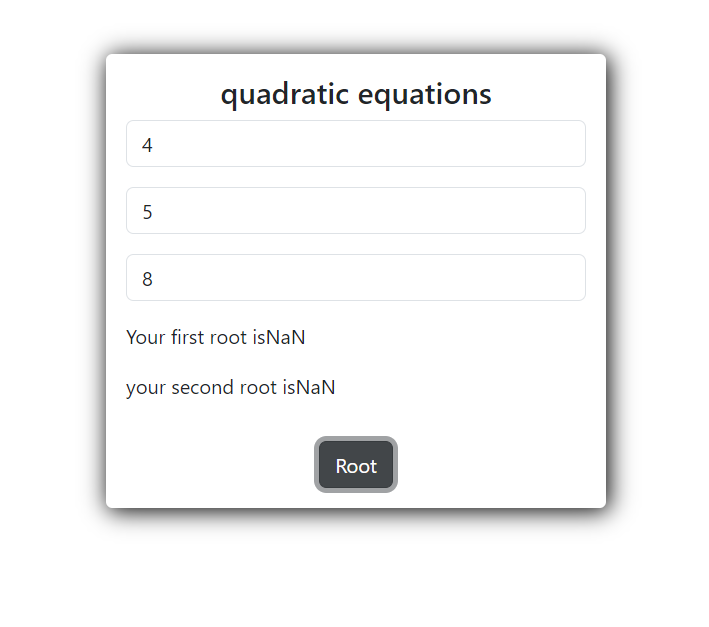 quadratic equations
4
5
8
Your first root isNaN
your second root isNaN
Root